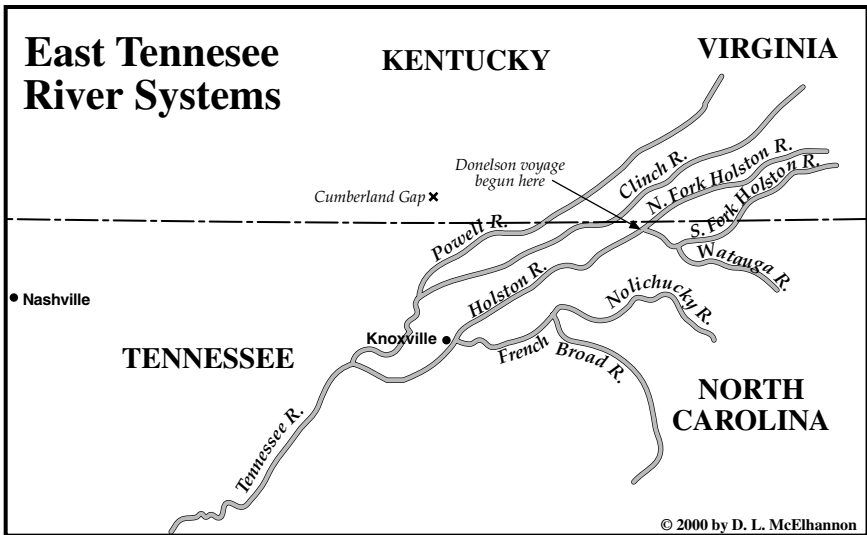 East Tennesee
River Systems
KENTUCKY
VIRGINIA
Donelson voyage
begun here
Cumberland Gap
Clinch R.
N. Fork Holston R.
S. Fork Holston R.
Powell R.
Watauga R.
Holston R.
Nolichucky R.
Nashville
Knoxville
French
Broad R.
TENNESSEE
NORTH
CAROLINA
Tennessee R.
© 2000 by D. L. McElhannon